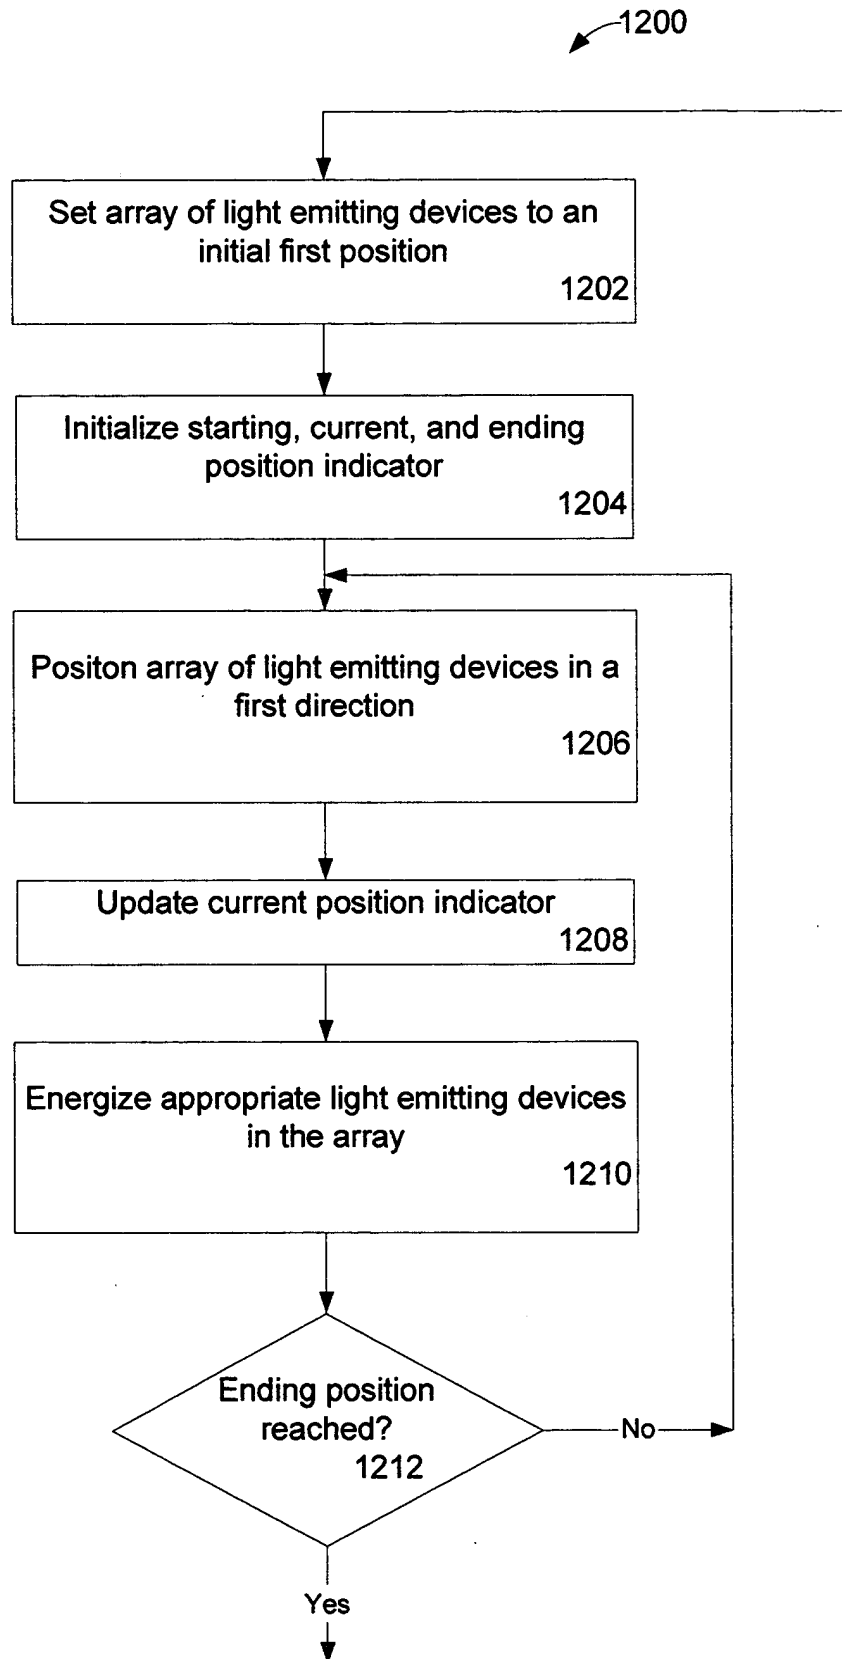 1200
Set array of light emitting devices to an
initial first position
1202
Initialize starting, current, and ending
position indicator
1204
Positon array of light emitting devices in a
first direction
1206
Update current position indicator
1208
Energize appropriate light emitting devices
in the array
1210
Ending position
reached?
1212
No
Yes